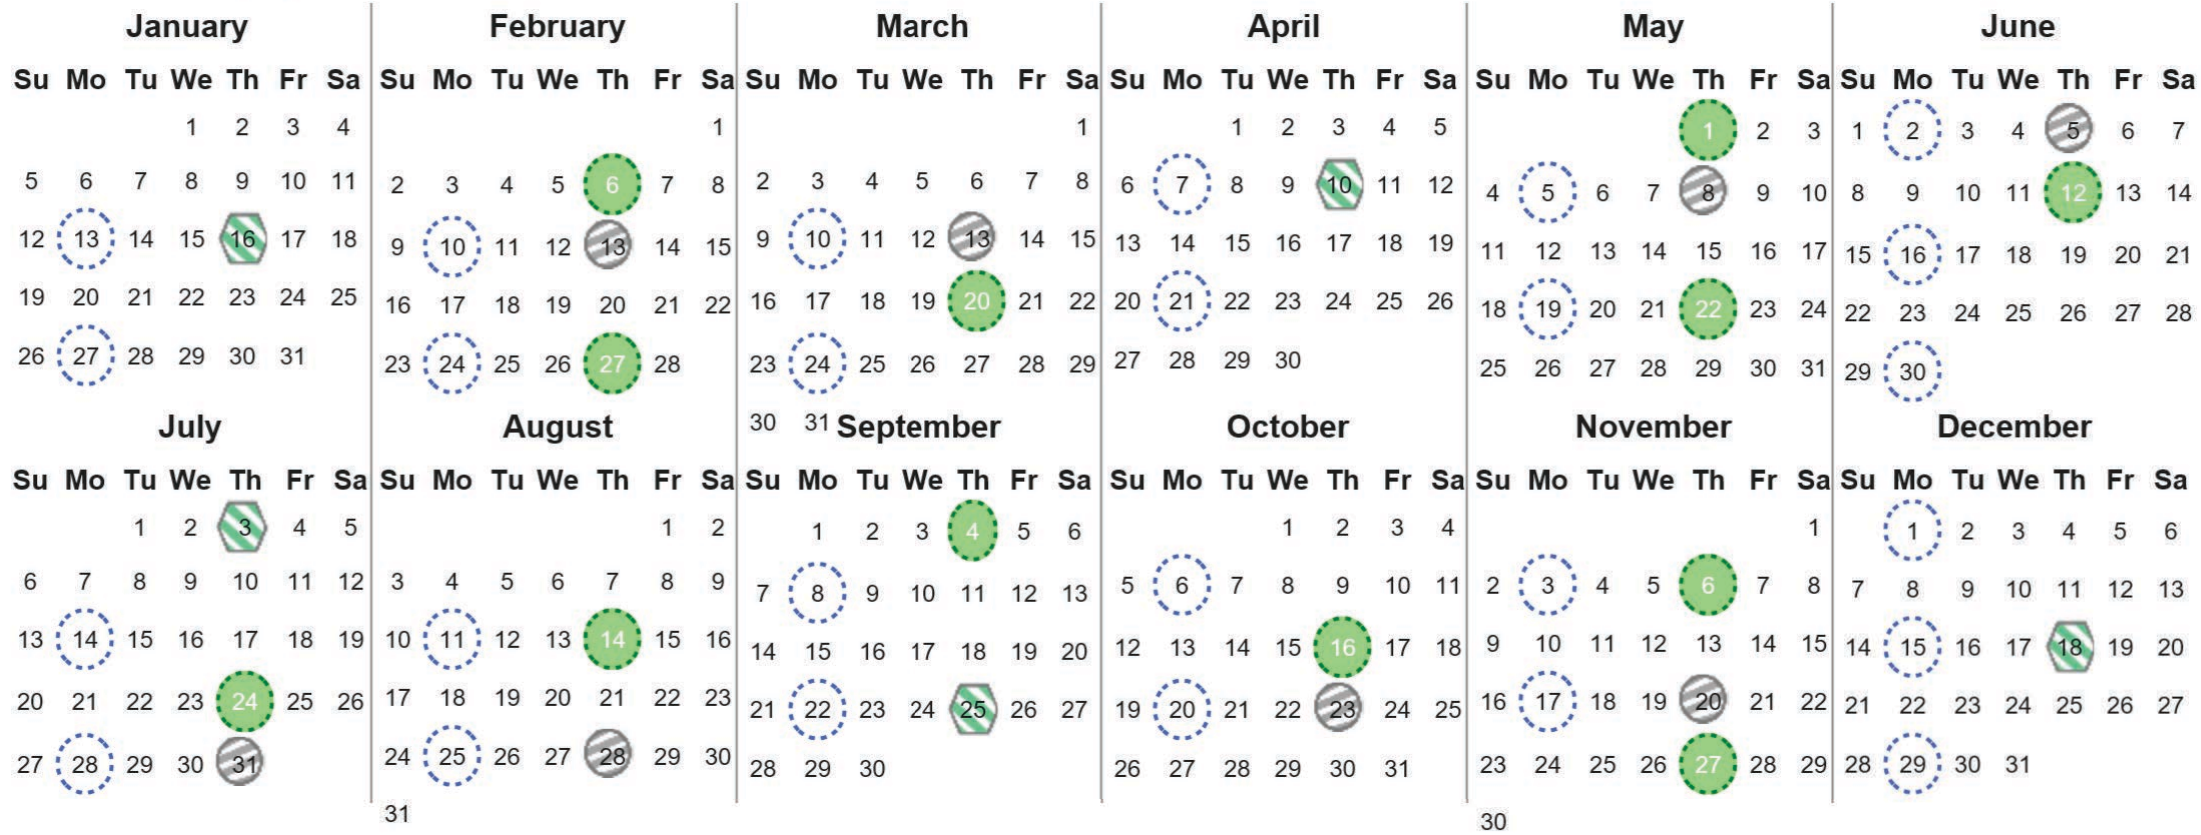 January February March April May June
Su Mo Tu We Th Fr Sa Su Mo Tu We Th Fr Sa Su Mo Tu We Th Fr Sa Su Mo Tu We Th Fr Sa Su Mo Tu We Th Fr Sa Su Mo Tu We Th Fr Sa
1 2 3 4 1 1 1 2 3 4 5 1 2 3 1 2 3 4 5 6 7
5 6 7 8 9 10 11 2 3 4 5 6 7 8 2 3 4 5 6 7 8 6 7 8 9 10 11 12 4 5 6 7 8 9 10 8 9 10 11 12 13 14
12 13 14 15 16 17 18 9 10 11 12 13 14 15 9 10 11 12 13 14 15 13 14 15 16 17 18 19 11 12 13 14 15 16 17 15 16 17 18 19 20 21
19 20 21 22 23 24 25 16 17 18 19 20 21 22 16 17 18 19 20 21 22 20 21 22 23 24 25 26 18 19 20 21 22 23 24 22 23 24 25 26 27 28
26 27 28 29 30 31 23 24 25 26 27 28 23 24 25 26 27 28 29 27 28 29 30 25 26 27 28 29 30 31 29 30
30 31
July August September October November December
Su Mo Tu We Th Fr Sa Su Mo Tu We Th Fr Sa Su Mo Tu We Th Fr Sa Su Mo Tu We Th Fr Sa Su Mo Tu We Th Fr Sa Su Mo Tu We Th Fr Sa
1 2 3 4 5 1 2 1 2 3 4 5 6 1 2 3 4 1 1 2 3 4 5 6
6 7 8 9 10 11 12 3 4 5 6 7 8 9 7 8 9 10 11 12 13 5 6 7 8 9 10 11 2 3 4 5 6 7 8 7 8 9 10 11 12 13
13 14 15 16 17 18 19 10 11 12 13 14 15 16 14 15 16 17 18 19 20 12 13 14 15 16 17 18 9 10 11 12 13 14 15 14 15 16 17 18 19 20
20 21 22 23 24 25 26 17 18 19 20 21 22 23 21 22 23 24 25 26 27 19 20 21 22 23 24 25 16 17 18 19 20 21 22 21 22 23 24 25 26 27
27 28 29 30 31 24 25 26 27 28 29 30 28 29 30 26 27 28 29 30 31 23 24 25 26 27 28 29 28 29 30 31
31 30